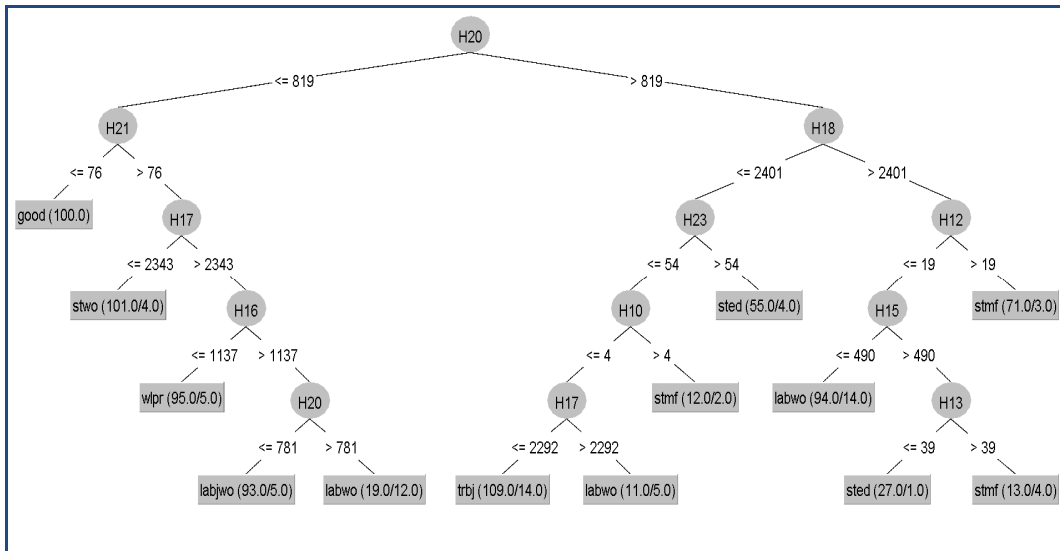 H20
<= 819 > 819
H21 H18
<= 76 > 76 <= 2401 > 2401
good (100.0) H17 H23 H12
<= 2343 > 2343 <= 54 > 54 <= 19 > 19
stwo (101.0/4.0) H16 H10 sted (55.0/4.0) H15 stmf (71.0/3.0)
<= 1137 > 1137 <= 4 > 4 <= 490 > 490
wlpr (95.0/5.0) H20 H17 stmf (12.0/2.0) labwo (94.0/14.0) H13
<= 781 > 781 <= 2292 > 2292 <= 39 > 39
labjwo (93.0/5.0) labwo (19.0/12.0) trbj (109.0/14.0) labwo (11.0/5.0) sted (27.0/1.0) stmf (13.0/4.0)